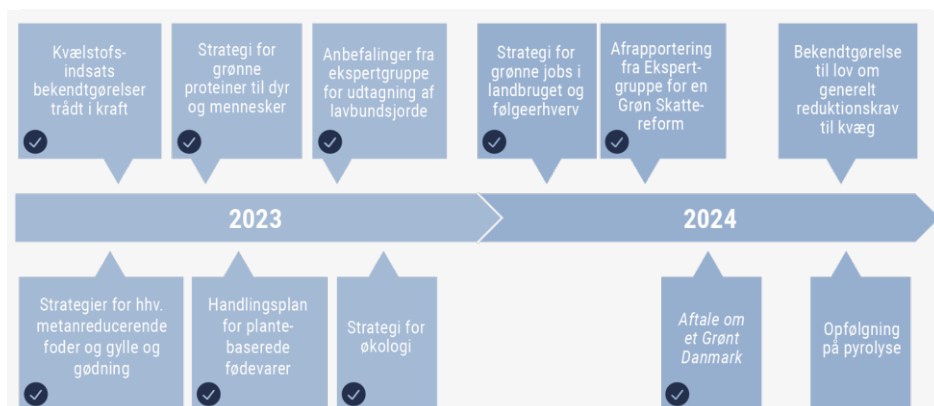 Kvælstofs-
indsats
bekendtgørelser
trådt i kraft
Strategi for
grønne
proteiner til dyr
og mennesker
Anbefalinger fra
ekspertgruppe
for udtagning af
lavbundsjorde
Strategi for
grønne jobs i
landbruget og
følgeerhverv
Afrapportering
fra Ekspert-
gruppe for en
Grøn Skatte-
reform
Bekendtgørelse
til lov om
generelt
reduktionskrav
til kvæg
2023
2024
Strategier for hhv.
metanreducerende
foder og gylle og
gødning
Handlingsplan
for plante-
baserede
fødevarer
Strategi for
økologi
Aftale om
et Grønt
Danmark
Opfølgning
på pyrolyse